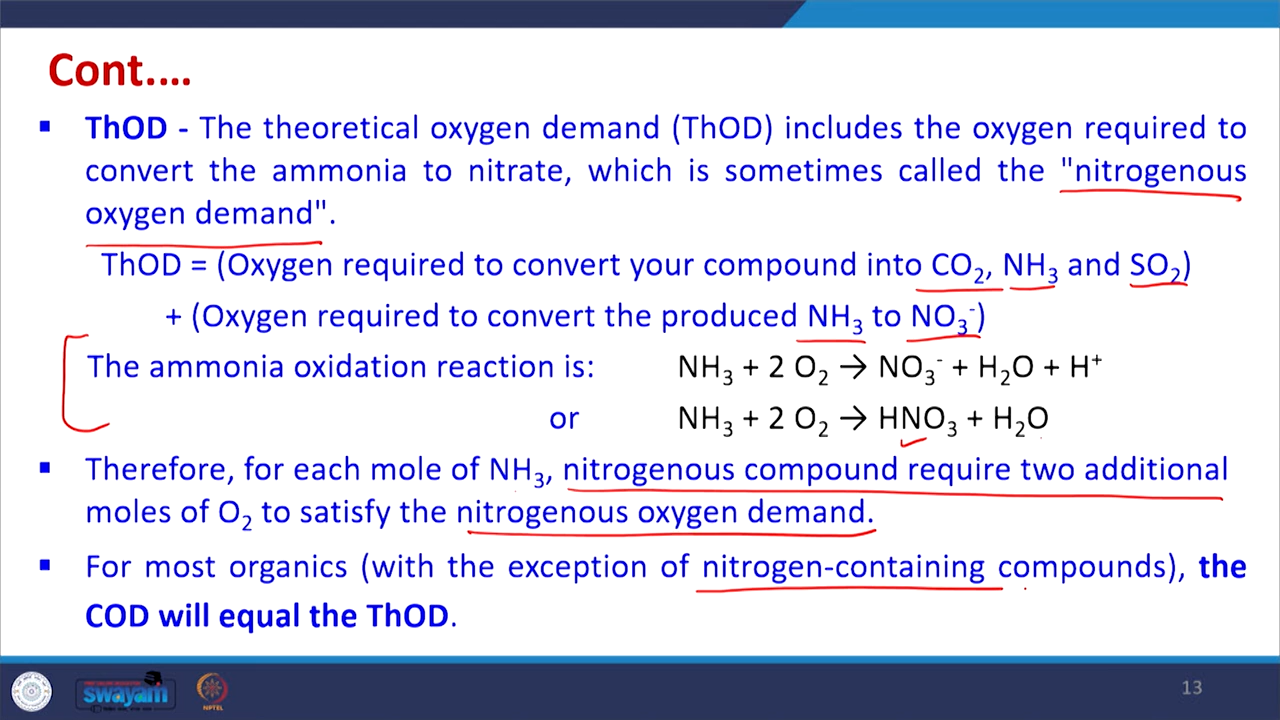 Cont....
▪ ThOD - The theoretical oxygen demand (ThOD) includes the oxygen required to
convert the ammonia to nitrate, which is sometimes called the "nitrogenous
oxygen demand".
ThOD = (Oxygen required to convert your compound into CO₂, NH₃ and SO₂)
+ (Oxygen required to convert the produced NH₃ to NO₃⁻)
The ammonia oxidation reaction is: NH₃ + 2 O₂ → NO₃⁻ + H₂O + H⁺
or NH₃ + 2 O₂ → HNO₃ + H₂O
▪ Therefore, for each mole of NH₃, nitrogenous compound require two additional
moles of O₂ to satisfy the nitrogenous oxygen demand.
▪ For most organics (with the exception of nitrogen-containing compounds), the
COD will equal the ThOD.
swayam
NPTEL
13